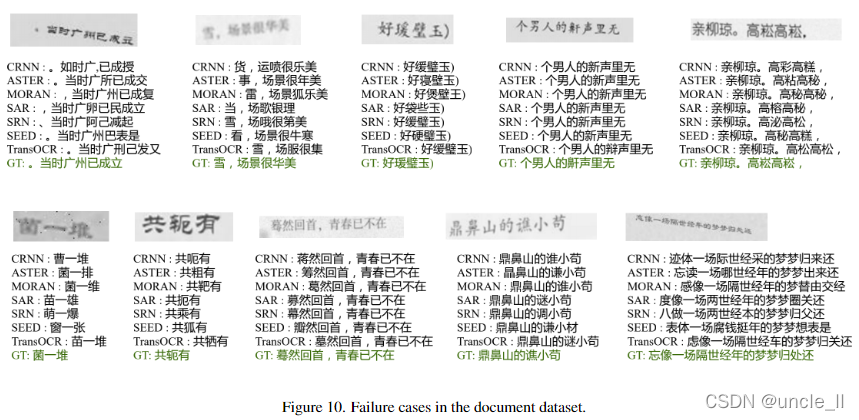 。当时广州已成立
CRNN : 。如时广,已成授
ASTER : 。当时广所已成交
MORAN : ，当时广州已成复
SAR : ，当时广卵已民成立
SRN : 、当时广阿己减起
SEED : 。当时广州巴表是
TransOCR : 。当时广刑己发又
GT: 。当时广州已成立
雪，场景很华美
CRNN : 货，运喷很乐美
ASTER : 事，场景很年美
MORAN : 雷，场景狐乐美
SAR : 当，场歌银理
SRN : 雪，场哦很第美
SEED : 看，场景很牛寒
TransOCR : 雪，场服很集
GT: 雪，场景很华美
好瑗璧玉)
CRNN : 好缓璧玉)
ASTER : 好寝璧玉)
MORAN : 好煲壁王)
SAR : 好袋些玉)
SRN : 好缓璧玉)
SEED : 好硬璧玉)
TransOCR : 好缓璧玉)
GT: 好瑗璧玉)
个男人的鼾声里无
CRNN : 个男人的新声里无
ASTER : 个男人的新声里无
MORAN : 个男人的新声里无
SAR : 个男人的新声里无
SRN : 个男人的新声里无
SEED : 个男人的新声里无
TransOCR : 个男人的辩声里无
GT: 个男人的鼾声里无
亲柳琼。高崧高崧,
CRNN : 亲柳琼。高彩高糕，
ASTER : 亲柳琼。高粘高秘，
MORAN : 亲柳琼。高秘高秘，
SAR : 亲柳琼。高榕高秘，
SRN : 亲柳琼。高泌高松，
SEED : 亲柳琼。高秘高糕，
TransOCR : 亲柳琼。高松高松，
GT: 亲柳琼。高崧高崧，
菌一堆
CRNN : 曹一堆
ASTER : 菌一排
MORAN : 菌一维
SAR : 苗一雄
SRN : 萌一爆
SEED : 窗一张
TransOCR : 苗一堆
GT: 菌一堆
共轭有
CRNN : 共呃有
ASTER : 共粗有
MORAN : 共靶有
SAR : 共扼有
SRN : 共乘有
SEED : 共狐有
TransOCR : 共牺有
GT: 共轭有
蓦然回首，青春已不在
CRNN : 蒋然回首，青春已不在
ASTER : 筹然回首，青春已不在
MORAN : 葛然回首，青春已不在
SAR : 募然回首，青春已不在
SRN : 幕然回首，青春已不在
SEED : 瓣然回首，青春已不在
TransOCR : 墓然回首，青春已不在
GT: 蓦然回首，青春已不在
鼎鼻山的谯小苟
CRNN : 鼎鼻山的谁小苟
ASTER : 晶鼻山的谦小苟
MORAN : 鼎鼻山的谁小苟
SAR : 鼎鼻山的谜小苟
SRN : 鼎鼻山的调小苟
SEED : 鼎鼻山的谦小材
TransOCR : 鼎鼻山的谜小苟
GT: 鼎鼻山的谯小苟
忘像一场隔世经年的梦梦归处还
CRNN : 迹体一场际世经采的梦梦归来还
ASTER : 忘读一场哪世经年的梦梦出来还
MORAN : 感像一场隔世经年的梦替由交经
SAR : 度像一场两世经年的梦梦圈关还
SRN : 八做一场两世经本的梦梦归父还
SEED : 表体一场腐钱挺年的梦梦想表是
TransOCR : 虑像一场隔世经车的梦梦归关还
GT: 忘像一场隔世经年的梦梦归处还
Figure 10. Failure cases in the document dataset.
CSDN @uncle_ll